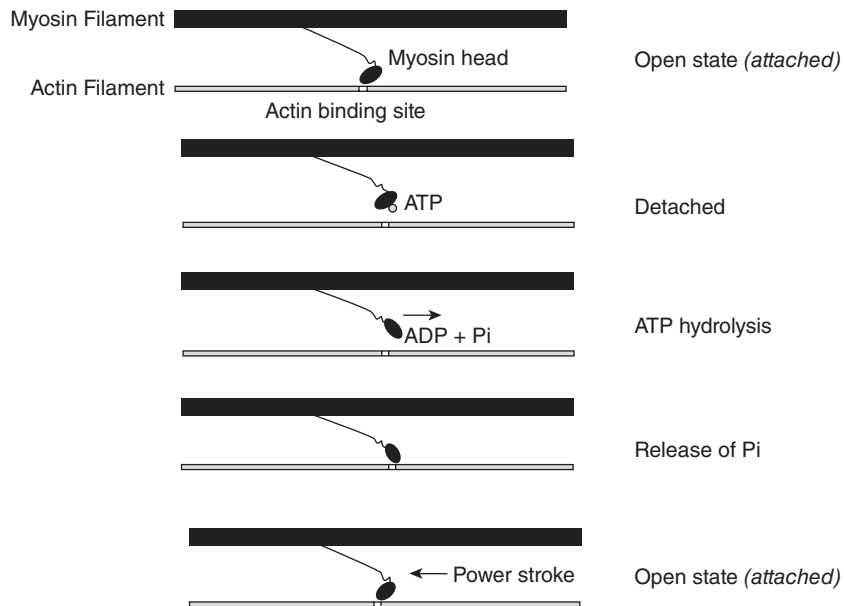 Myosin Filament
Myosin head
Open state (attached)
Actin Filament
Actin binding site
ATP
Detached
ADP + Pi
ATP hydrolysis
Release of Pi
Power stroke
Open state (attached)